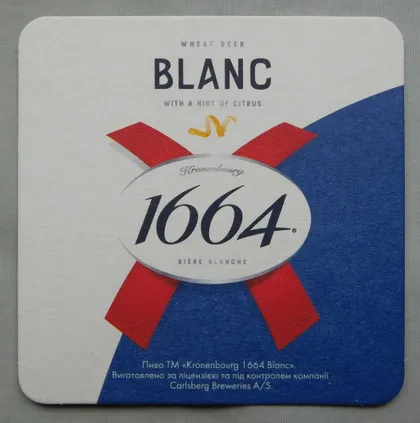 WHEAT BEER
BLANC
WITH A HINT OF CITRUS
Kronenbourg
1664®
BIÈRE BLANCHE
Пиво ТМ «Kronenbourg 1664 Blanc».
Виготовлено за ліцензією та під контролем компанії
Carlsberg Breweries A/S.